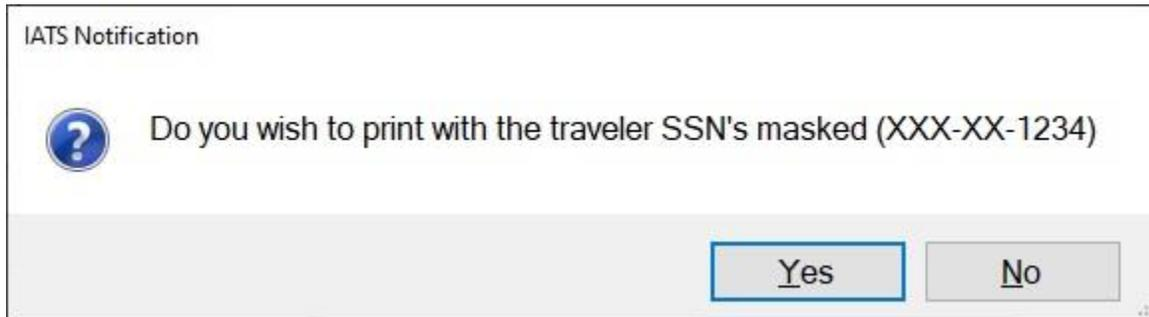 IATS Notification
Do you wish to print with the traveler SSN's masked (XXX-XX-1234)
Yes No